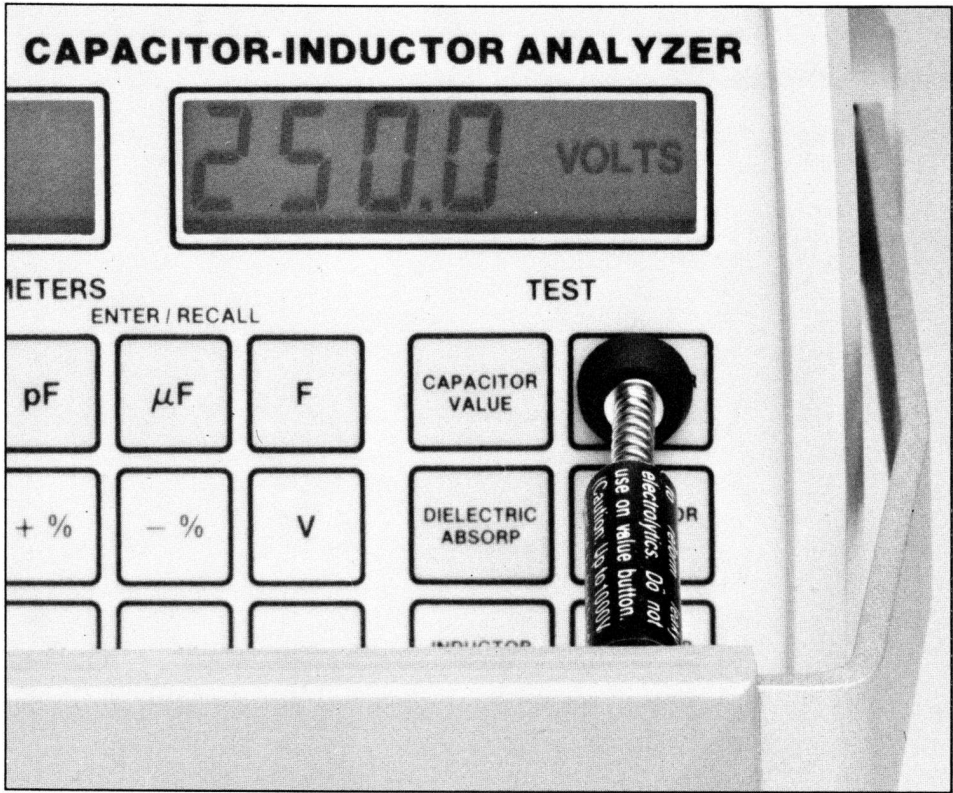 CAPACITOR-INDUCTOR ANALYZER
250.0 VOLTS
METERS
TEST
ENTER / RECALL
pF
µF
F
CAPACITOR
VALUE
+ %
− %
V
DIELECTRIC
ABSORP
electrolytics. Do not
use on value button.
(Caution: Up to 1000V
INDUCTOR